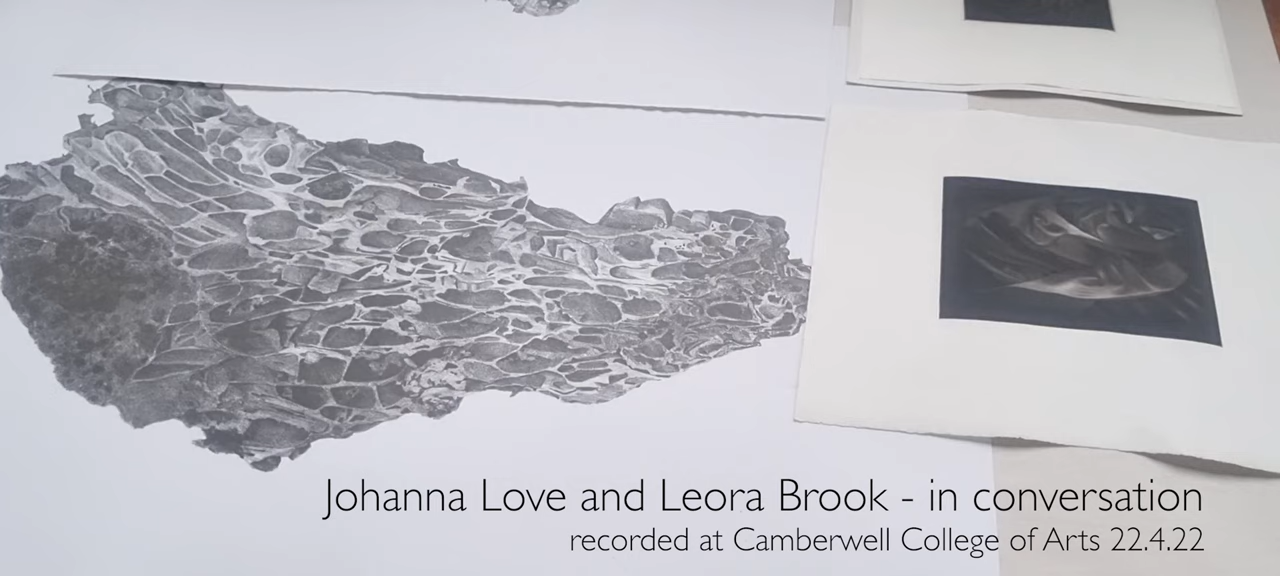 Johanna Love and Leora Brook - in conversation
recorded at Camberwell College of Arts 22.4.22